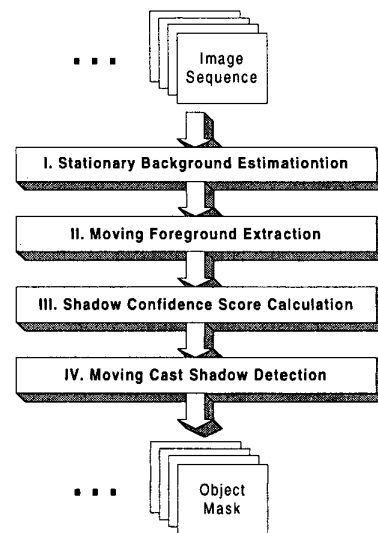 Image
Sequence
I. Stationary Background Estimationtion
II. Moving Foreground Extraction
III. Shadow Confidence Score Calculation
IV. Moving Cast Shadow Detection
Object
Mask